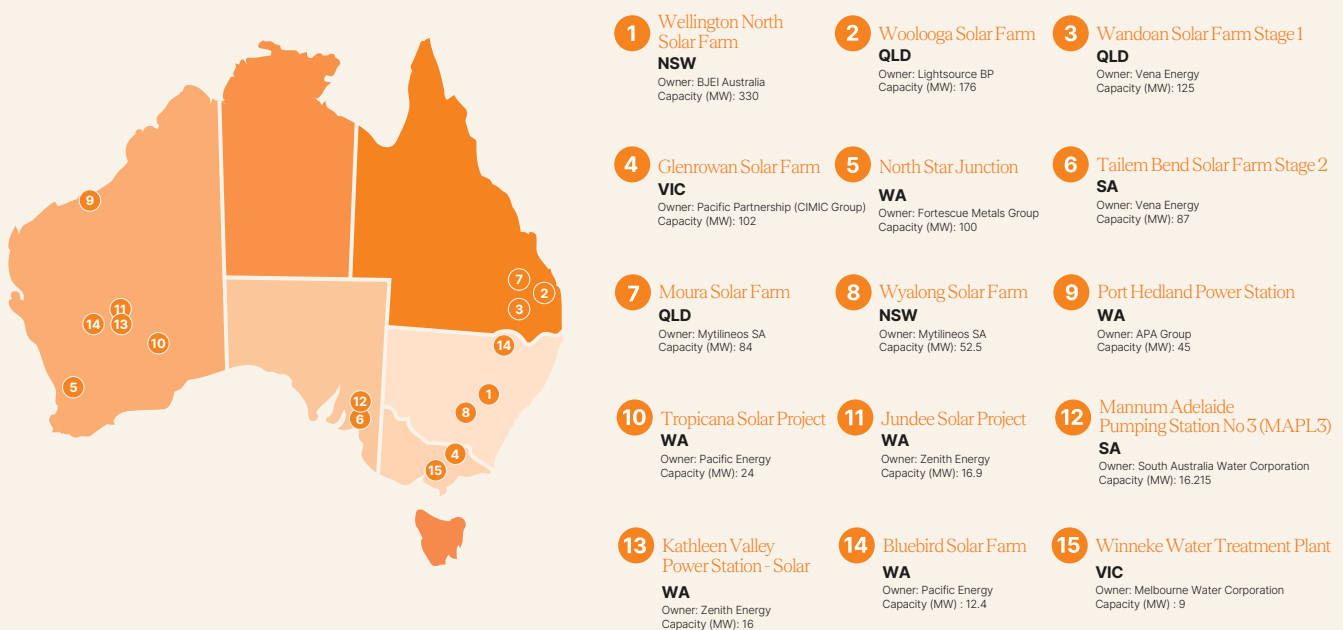 1
Wellington North
Solar Farm
NSW
Owner: BJEI Australia
Capacity (MW): 330
2
Woolooga Solar Farm
QLD
Owner: Lightsource BP
Capacity (MW): 176
3
Wandoan Solar Farm Stage 1
QLD
Owner: Vena Energy
Capacity (MW): 125
4
Glenrowan Solar Farm
VIC
Owner: Pacific Partnership (CIMIC Group)
Capacity (MW): 102
5
North Star Junction
WA
Owner: Fortescue Metals Group
Capacity (MW): 100
6
Tailem Bend Solar Farm Stage 2
SA
Owner: Vena Energy
Capacity (MW): 87
7
Moura Solar Farm
QLD
Owner: Mytilineos SA
Capacity (MW): 84
8
Wyalong Solar Farm
NSW
Owner: Mytilineos SA
Capacity (MW): 52.5
9
Port Hedland Power Station
WA
Owner: APA Group
Capacity (MW): 45
10
Tropicana Solar Project
WA
Owner: Pacific Energy
Capacity (MW): 24
11
Jundee Solar Project
WA
Owner: Zenith Energy
Capacity (MW): 16.9
12
Mannum Adelaide
Pumping Station No 3 (MAPL3)
SA
Owner: South Australia Water Corporation
Capacity (MW): 16.215
13
Kathleen Valley
Power Station - Solar
WA
Owner: Zenith Energy
Capacity (MW): 16
14
Bluebird Solar Farm
WA
Owner: Pacific Energy
Capacity (MW) : 12.4
15
Winneke Water Treatment Plant
VIC
Owner: Melbourne Water Corporation
Capacity (MW) : 9
9
7
2
3
11
14
13
10
14
5
1
12
8
6
4
15